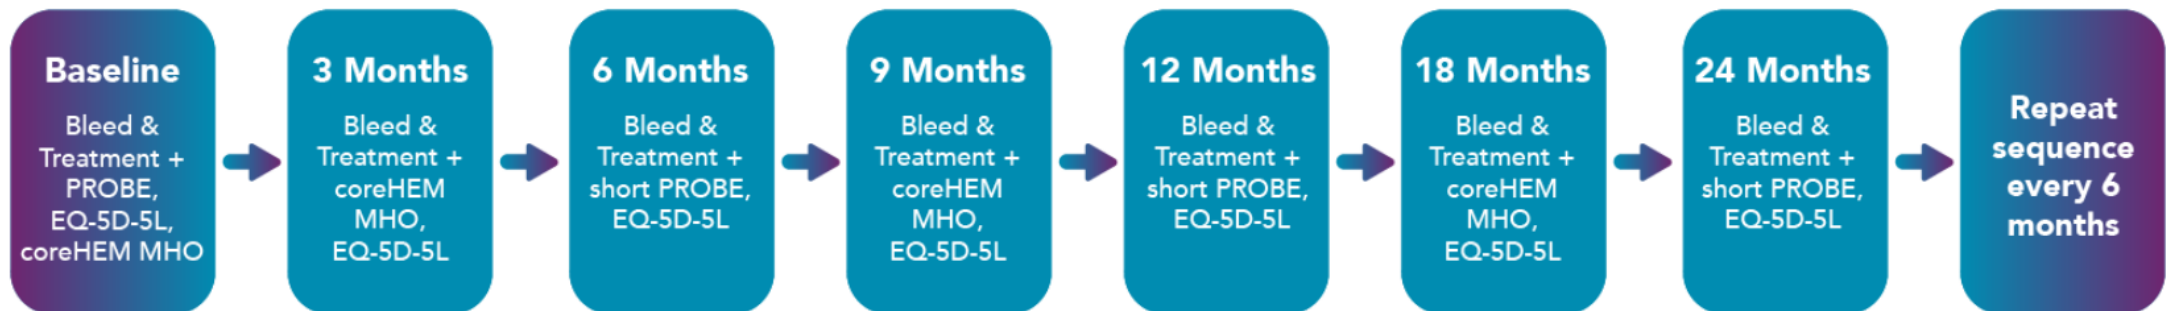 Baseline
Bleed &
Treatment +
PROBE,
EQ-5D-5L,
coreHEM MHO
3 Months
Bleed &
Treatment +
coreHEM
MHO,
EQ-5D-5L
6 Months
Bleed &
Treatment +
short PROBE,
EQ-5D-5L
9 Months
Bleed &
Treatment +
coreHEM
MHO,
EQ-5D-5L
12 Months
Bleed &
Treatment +
short PROBE,
EQ-5D-5L
18 Months
Bleed &
Treatment +
coreHEM
MHO,
EQ-5D-5L
24 Months
Bleed &
Treatment +
short PROBE,
EQ-5D-5L
Repeat
sequence
every 6
months